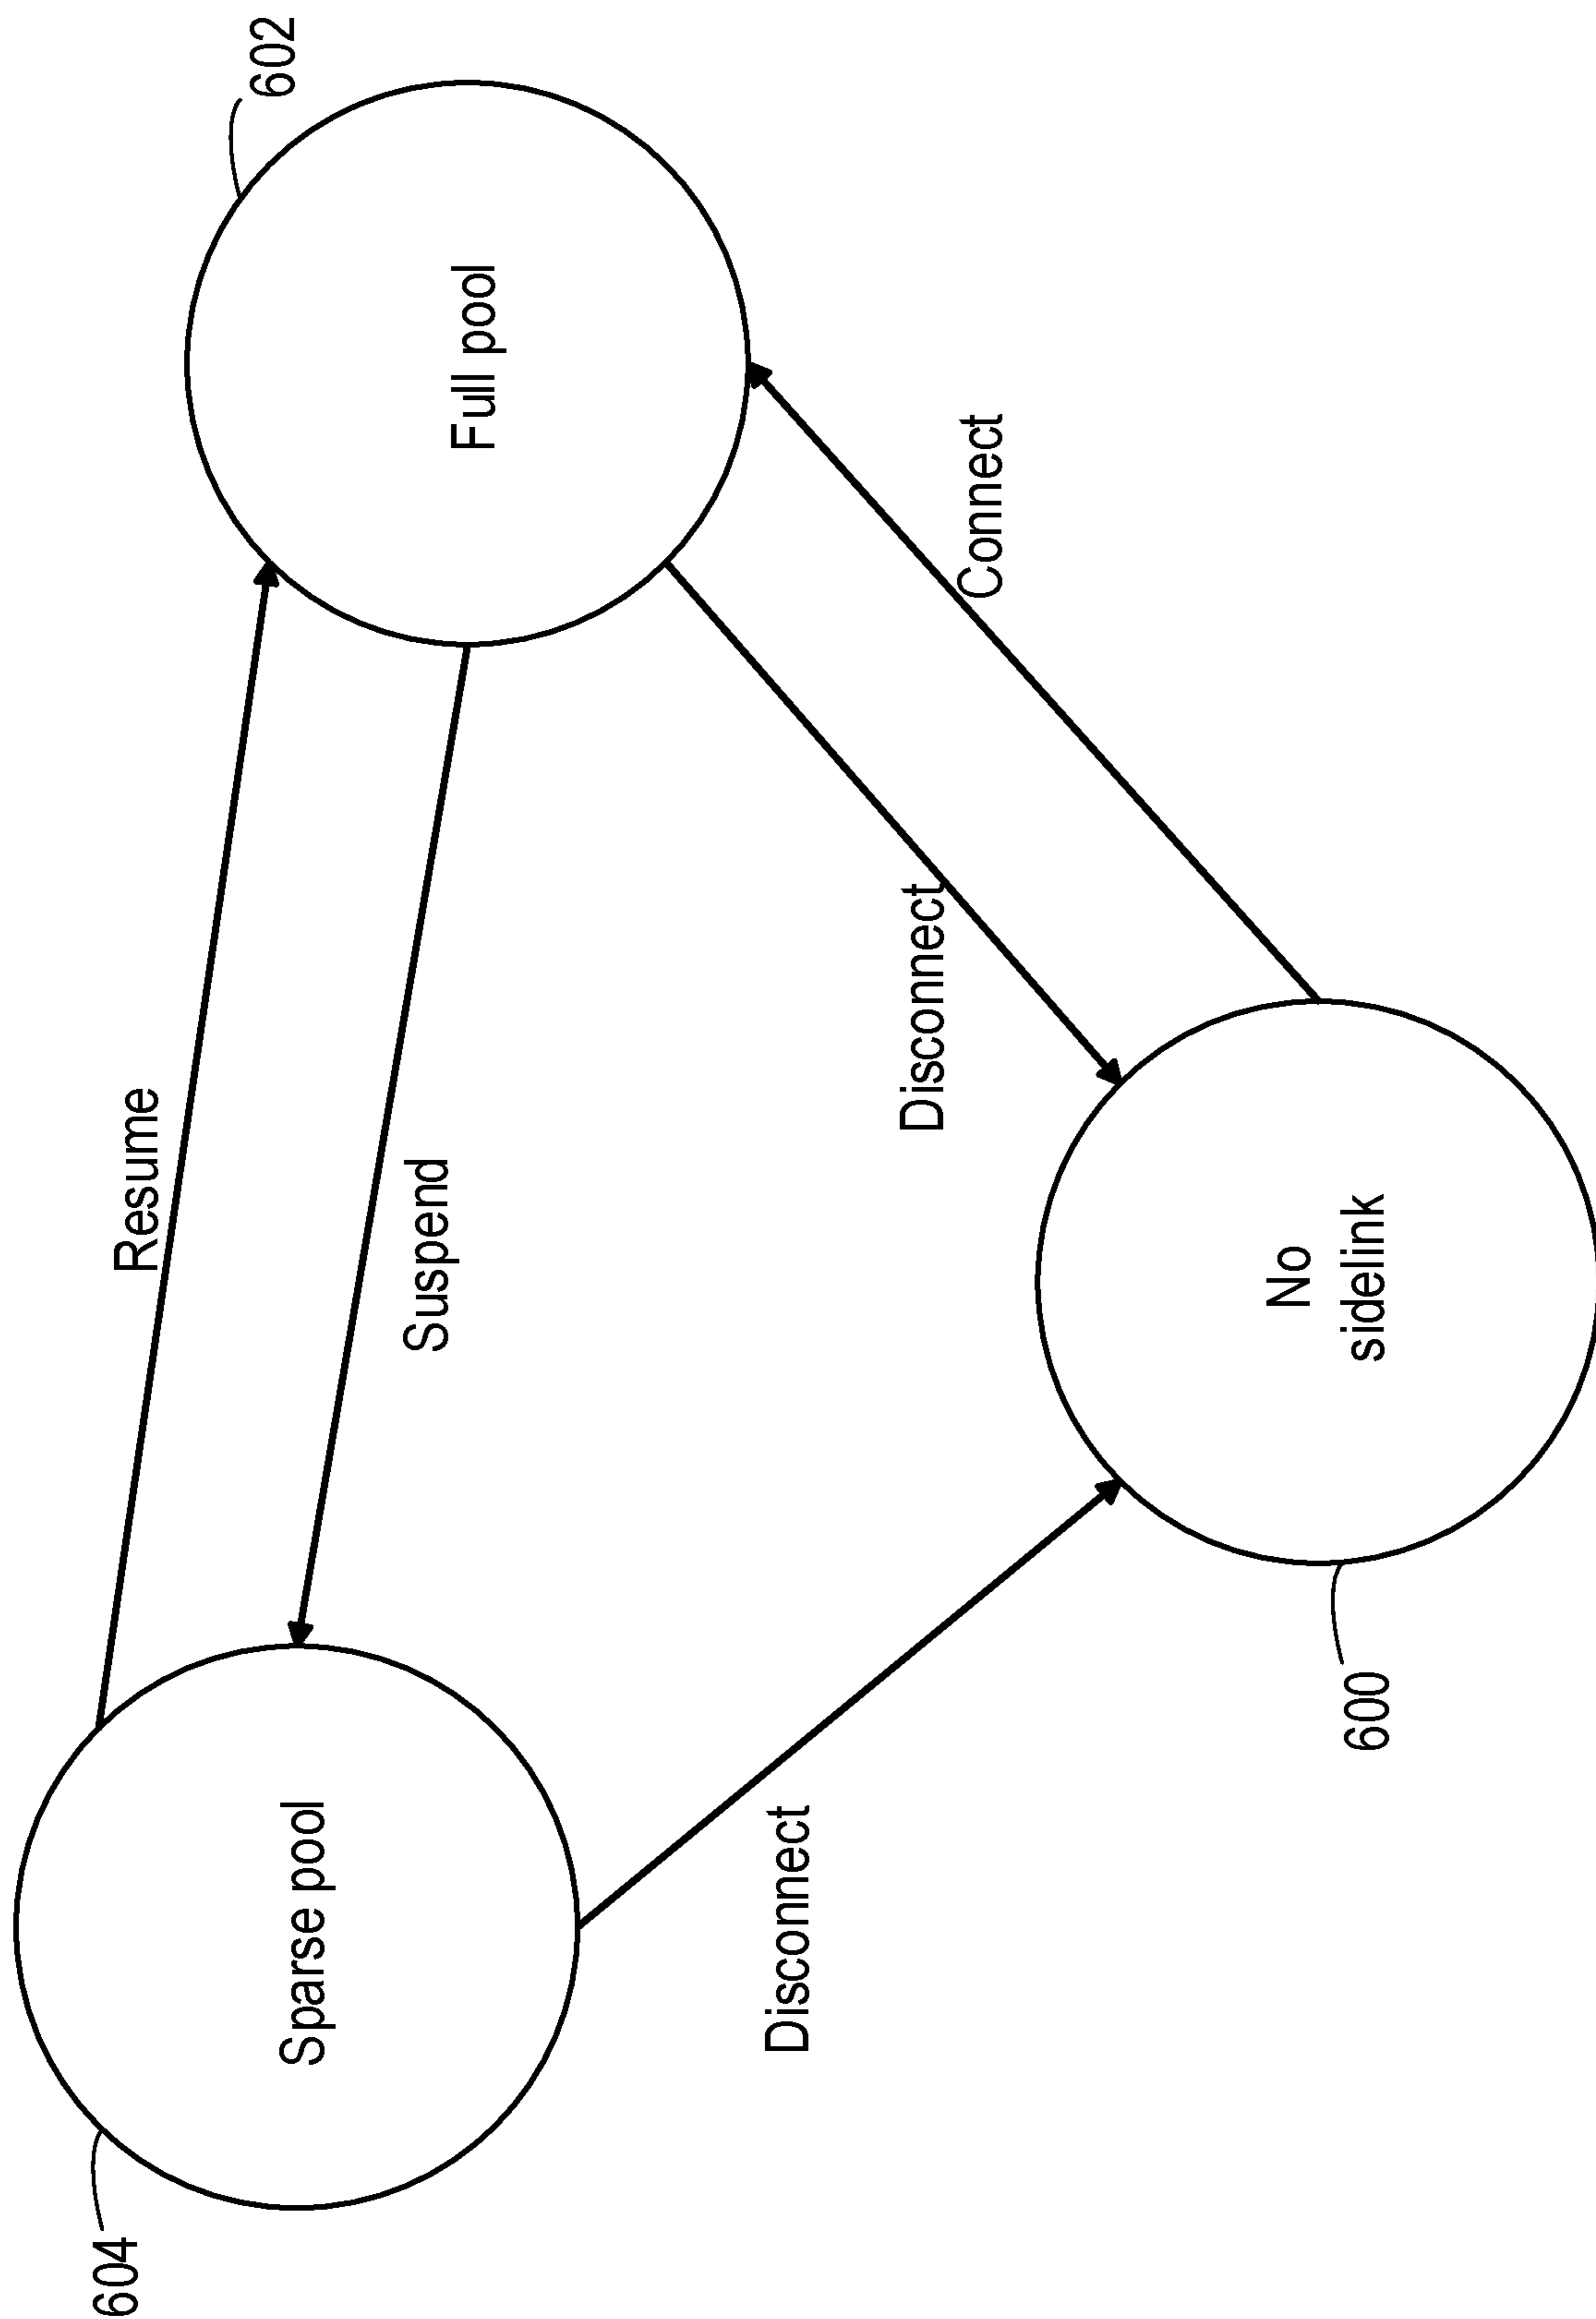 604
Sparse pool
Resume
Suspend
Full pool
602
Disconnect
Disconnect
Connect
No
sidelink
600